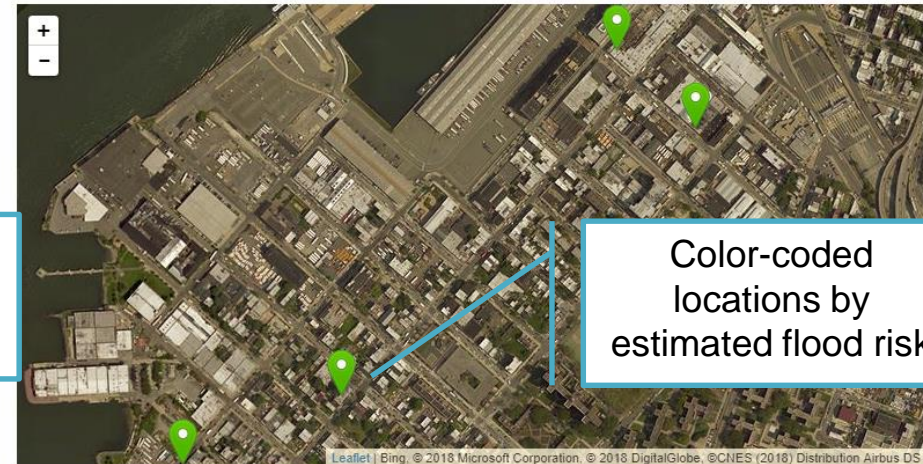 +
-
Color-coded
locations by
estimated flood risk
Leaflet | Bing, © 2018 Microsoft Corporation, © 2018 DigitalGlobe, ©CNES (2018) Distribution Airbus DS